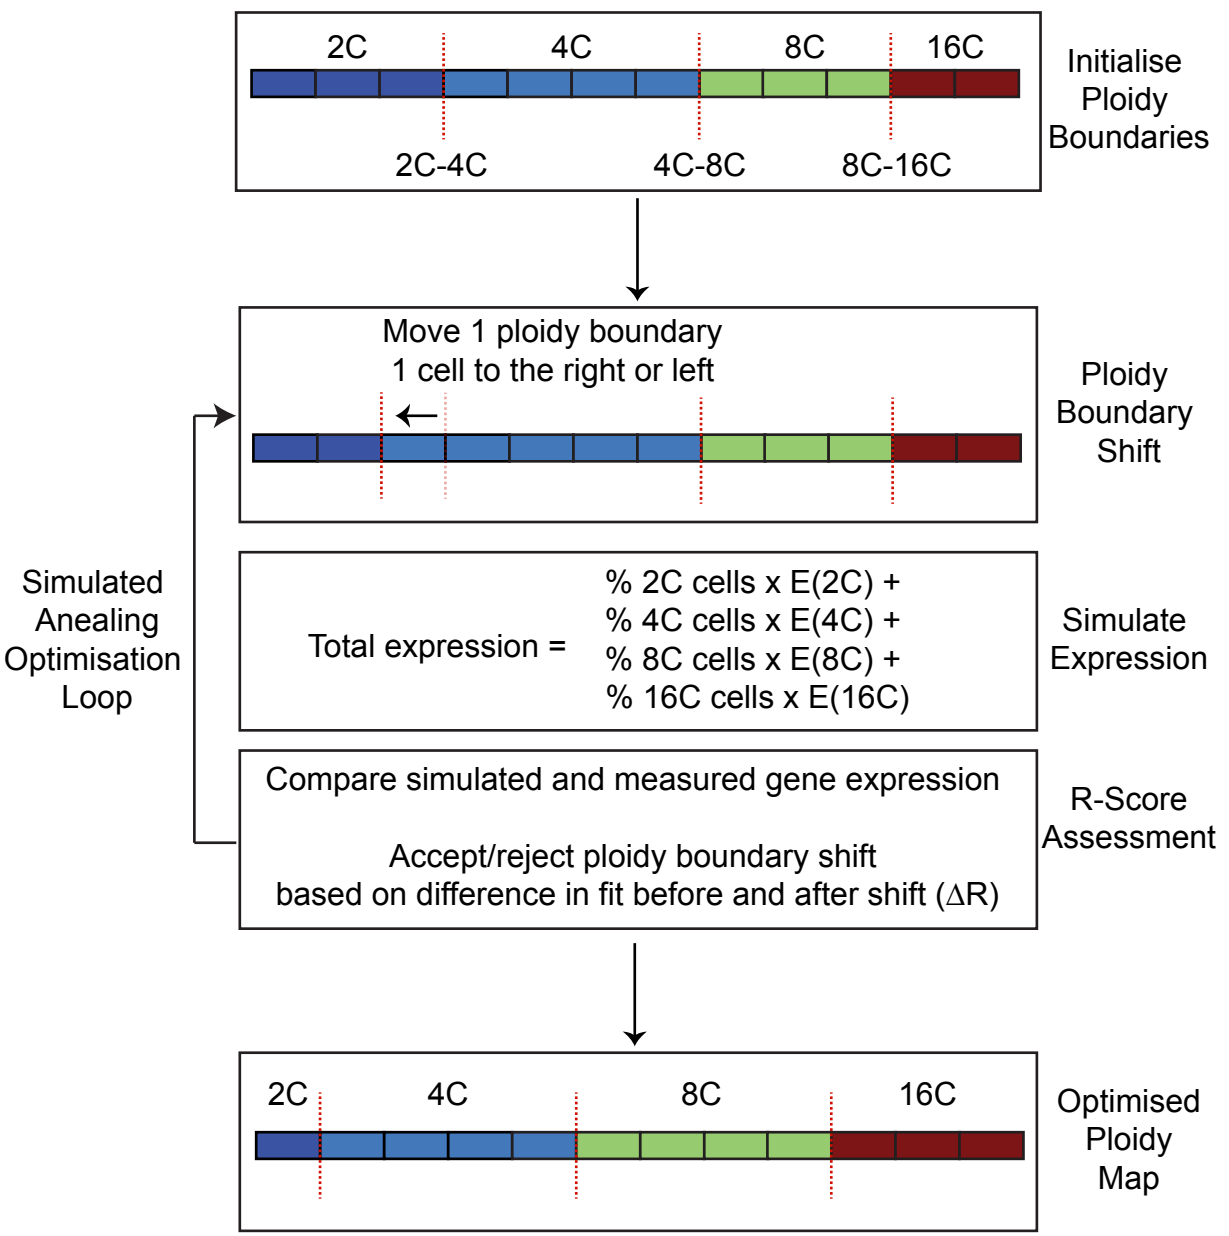 2C 4C 8C 16C
2C-4C 4C-8C 8C-16C
Initialise
Ploidy
Boundaries
Move 1 ploidy boundary
1 cell to the right or left
Ploidy
Boundary
Shift
Simulated
Anealing
Optimisation
Loop
Total expression =
% 2C cells x E(2C) +
% 4C cells x E(4C) +
% 8C cells x E(8C) +
% 16C cells x E(16C)
Simulate
Expression
Compare simulated and measured gene expression
Accept/reject ploidy boundary shift
based on difference in fit before and after shift (ΔR)
R-Score
Assessment
2C 4C 8C 16C
Optimised
Ploidy
Map